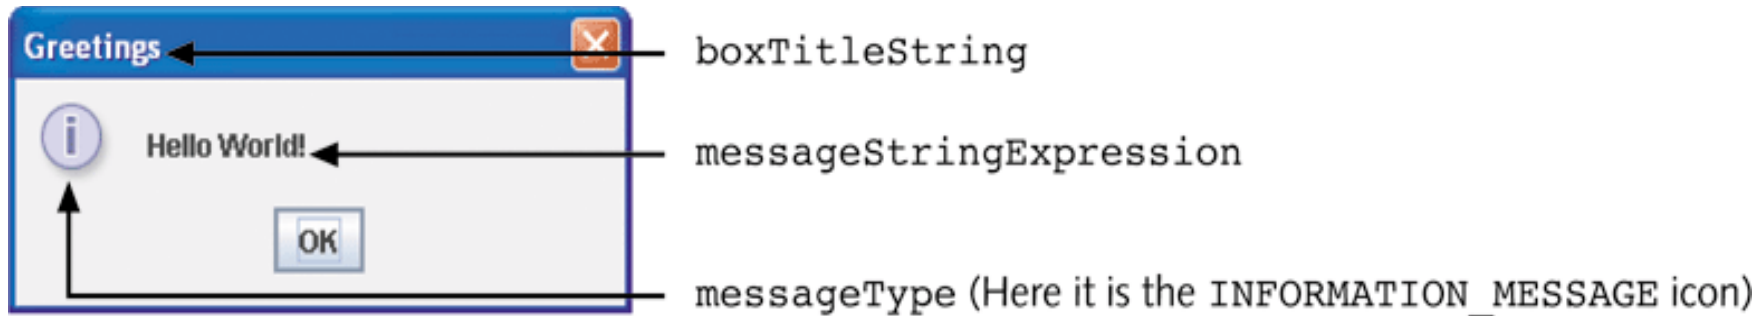 Greetings
boxTitleString
i
Hello World!
messageStringExpression
OK
messageType (Here it is the INFORMATION_MESSAGE icon)